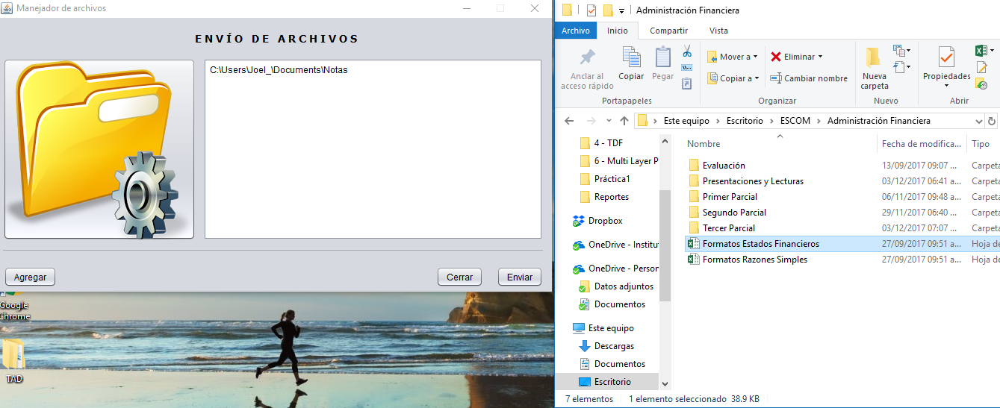 Manejador de archivos
ENVÍO DE ARCHIVOS
C:\Users\Joel_\Documents\Notas
Agregar
Cerrar
Enviar
Google
Chrome
TAD
Administración Financiera
Archivo
Inicio
Compartir
Vista
Anclar al
acceso rápido
Copiar
Pegar
Portapapeles
Mover a
Copiar a
Eliminar
Cambiar nombre
Organizar
Nueva
carpeta
Nuevo
Propiedades
Abrir
Este equipo > Escritorio > ESCOM > Administración Financiera
4 - TDF
6 - Multi Layer P
Práctica1
Reportes
Dropbox
OneDrive - Institu
OneDrive - Person
Datos adjuntos
Documentos
Este equipo
Descargas
Documentos
Escritorio
Nombre Fecha de modifica... Tipo
Evaluación 13/09/2017 09:07 ... Carpeta
Presentaciones y Lecturas 03/12/2017 06:41 a... Carpeta
Primer Parcial 06/11/2017 09:48 a... Carpeta
Segundo Parcial 29/11/2017 06:40 ... Carpeta
Tercer Parcial 03/12/2017 07:07 ... Carpeta
Formatos Estados Financieros 27/09/2017 09:51 a... Hoja de
Formatos Razones Simples 27/09/2017 09:51 a... Hoja de
7 elementos 1 elemento seleccionado 38.9 KB